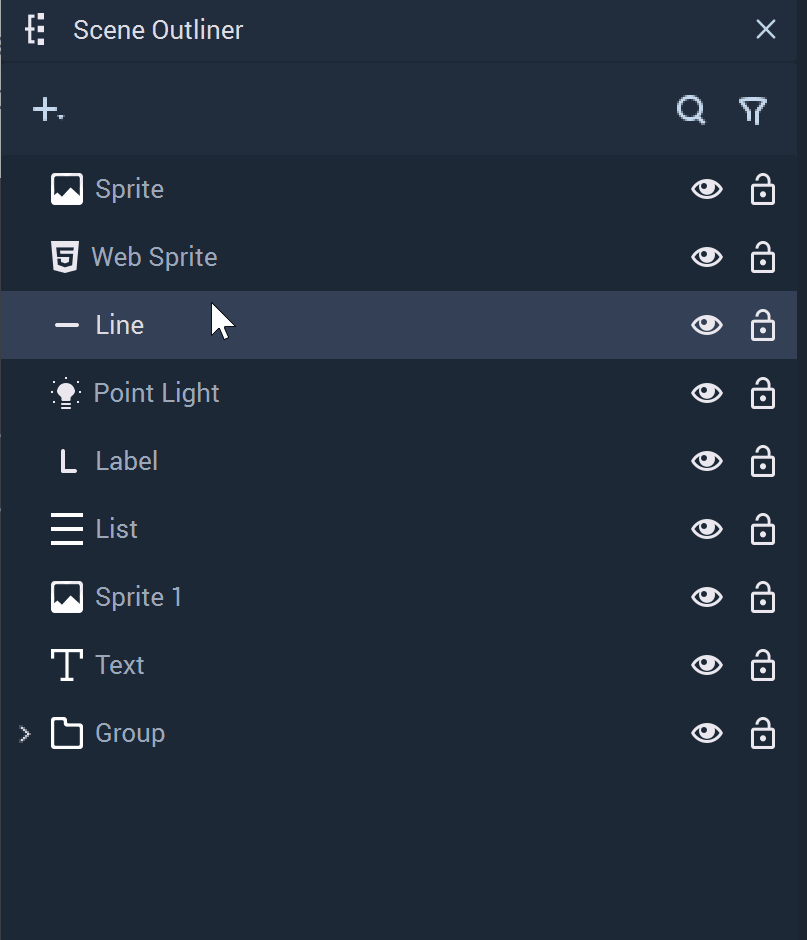 Scene Outliner
Sprite
Web Sprite
Line
Point Light
Label
List
Sprite 1
Text
Group